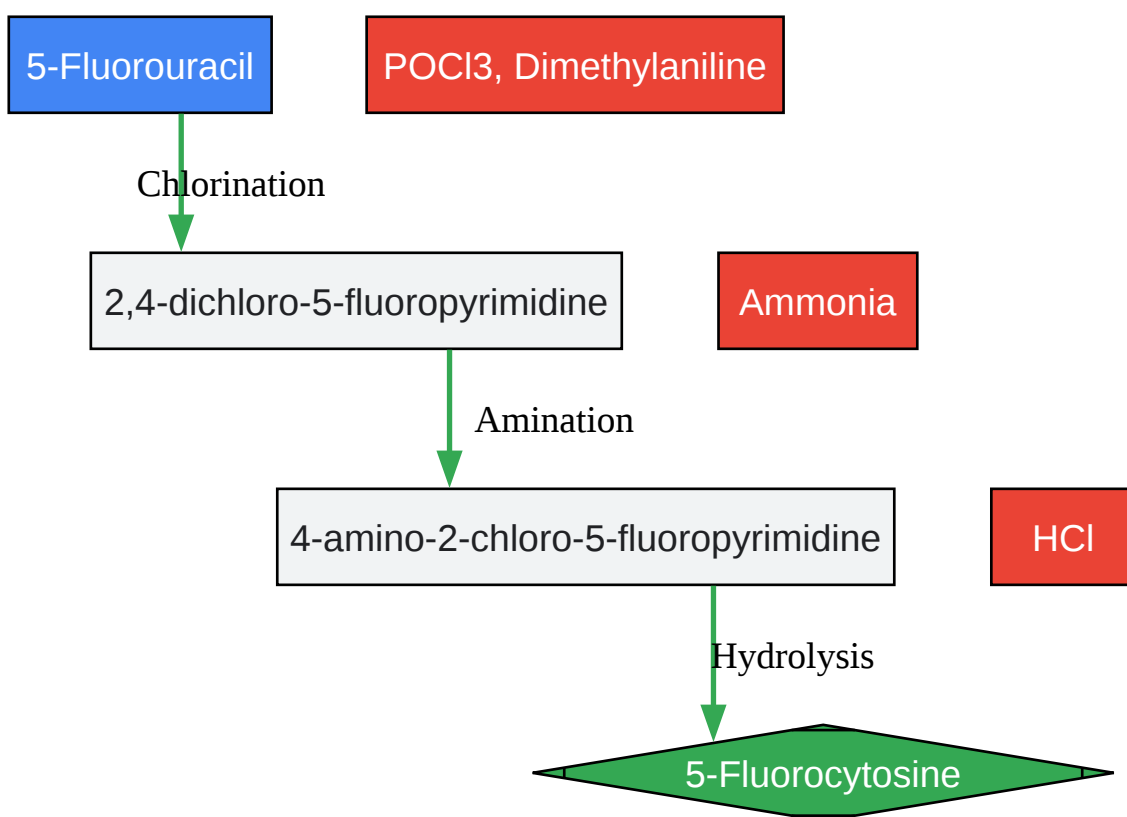 5-Fluorouracil
POCl3, Dimethylaniline
Chlorination
2,4-dichloro-5-fluoropyrimidine
Ammonia
Amination
4-amino-2-chloro-5-fluoropyrimidine
HCl
Hydrolysis
5-Fluorocytosine